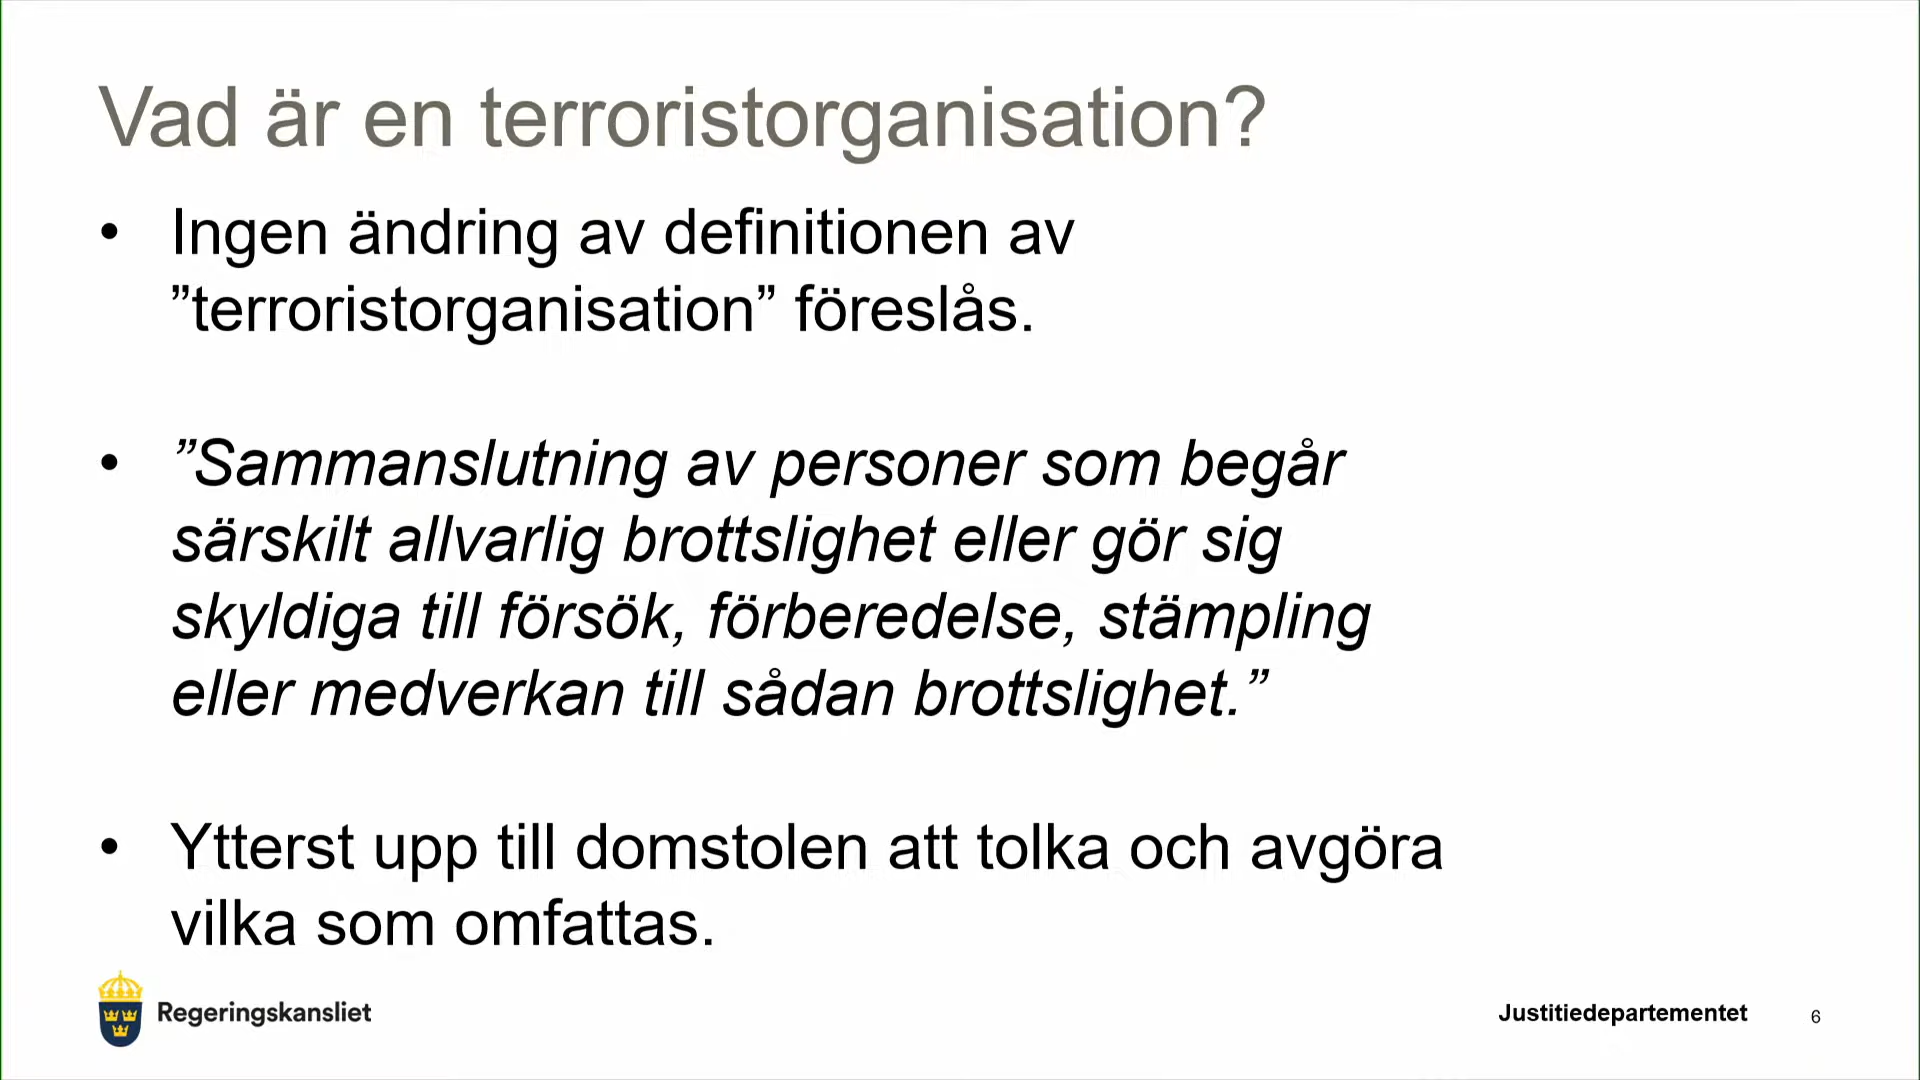 Vad är en terroristorganisation?
• Ingen ändring av definitionen av
”terroristorganisation” föreslås.
• ”Sammanslutning av personer som begår
särskilt allvarlig brottslighet eller gör sig
skyldiga till försök, förberedelse, stämpling
eller medverkan till sådan brottslighet.”
• Ytterst upp till domstolen att tolka och avgöra
vilka som omfattas.
Regeringskansliet
Justitiedepartementet 6